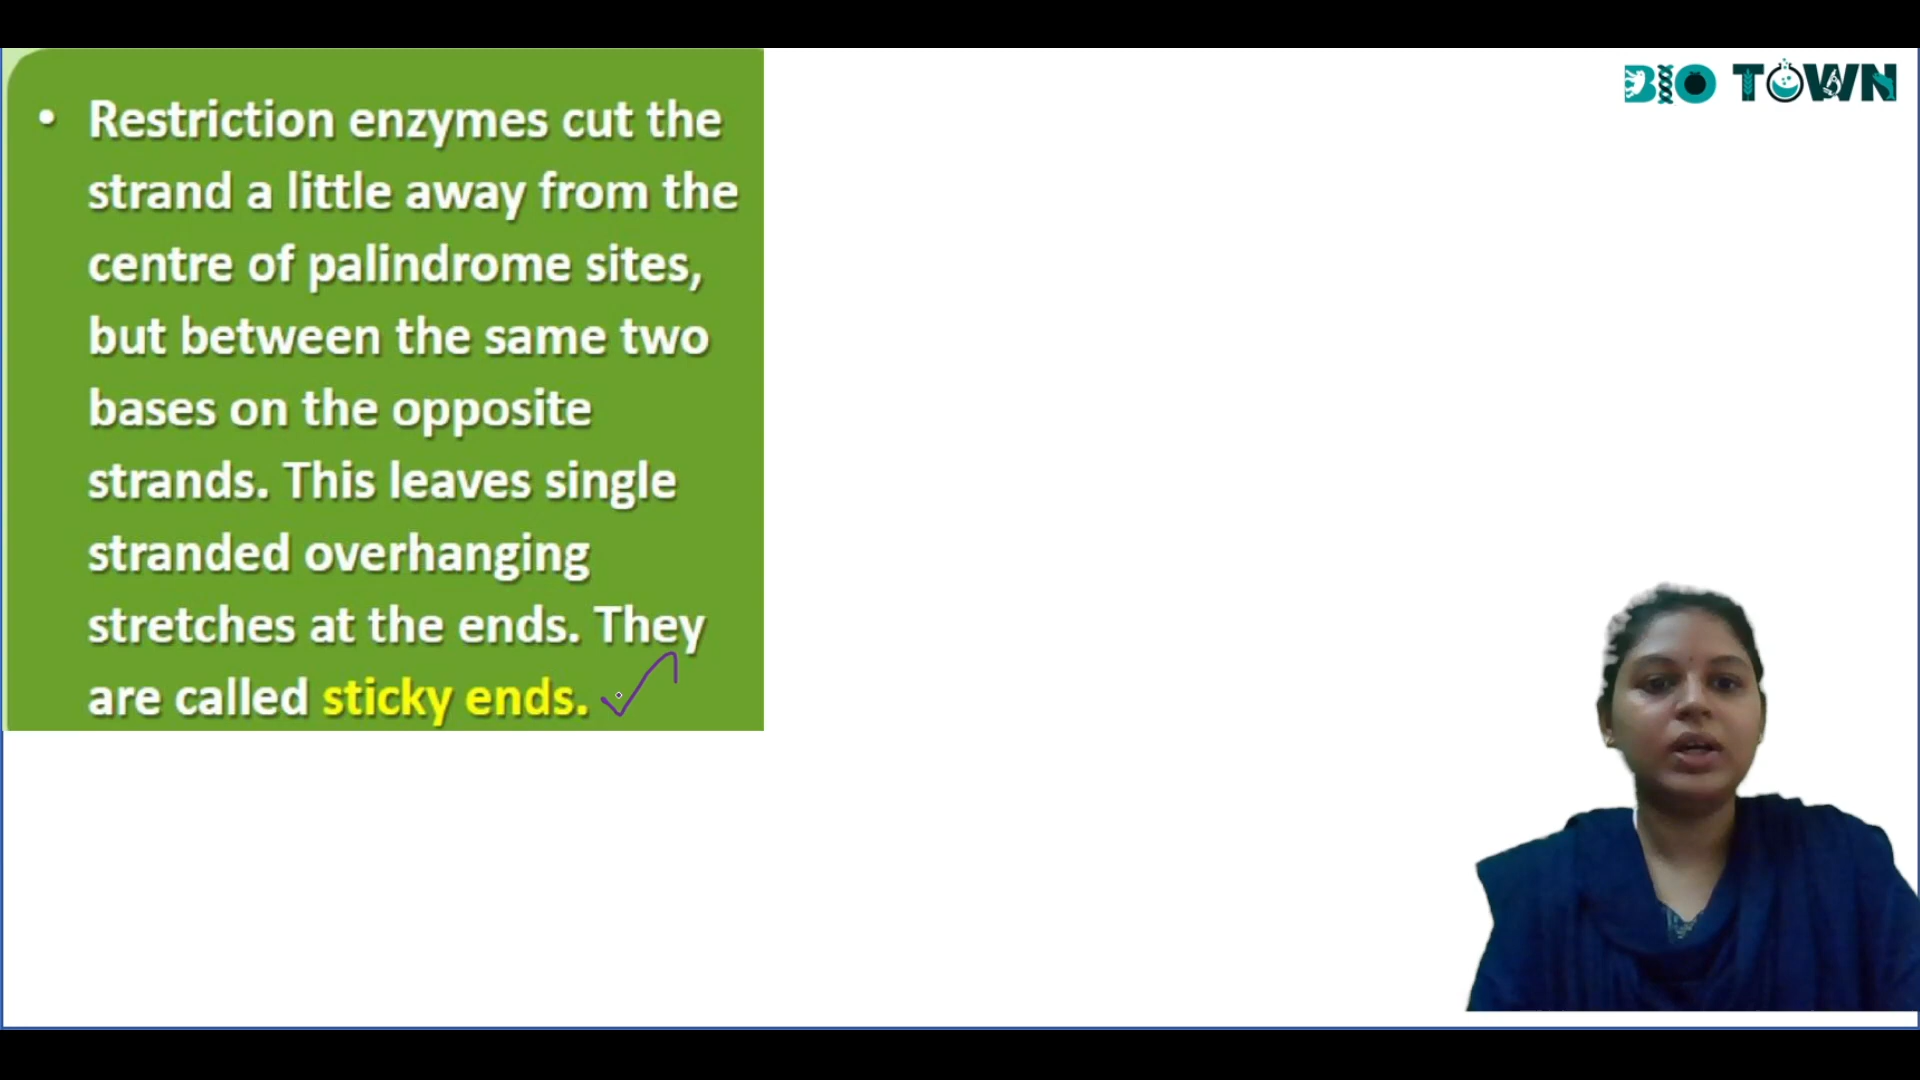 BIO TOWN
• Restriction enzymes cut the
strand a little away from the
centre of palindrome sites,
but between the same two
bases on the opposite
strands. This leaves single
stranded overhanging
stretches at the ends. They
are called sticky ends.